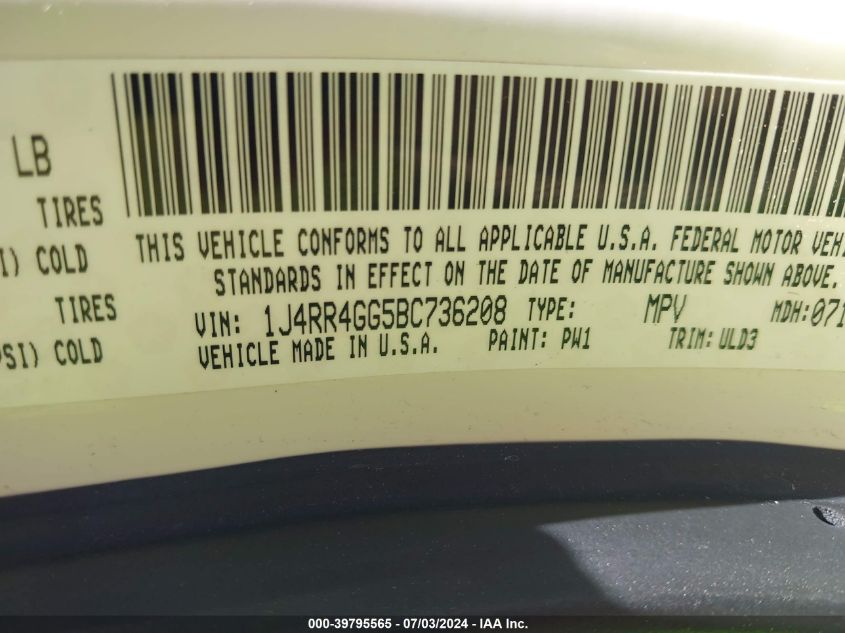 LB
TIRES
I) COLD
TIRES
PSI) COLD
THIS VEHICLE CONFORMS TO ALL APPLICABLE U.S.A. FEDERAL MOTOR VEHI
STANDARDS IN EFFECT ON THE DATE OF MANUFACTURE SHOWN ABOVE.
VIN: 1J4RR4GG5BC736208 TYPE: MPV MDH:071
VEHICLE MADE IN U.S.A. PAINT: PW1 TRIM: ULD3
000-39795565 - 07/03/2024 - IAA Inc.